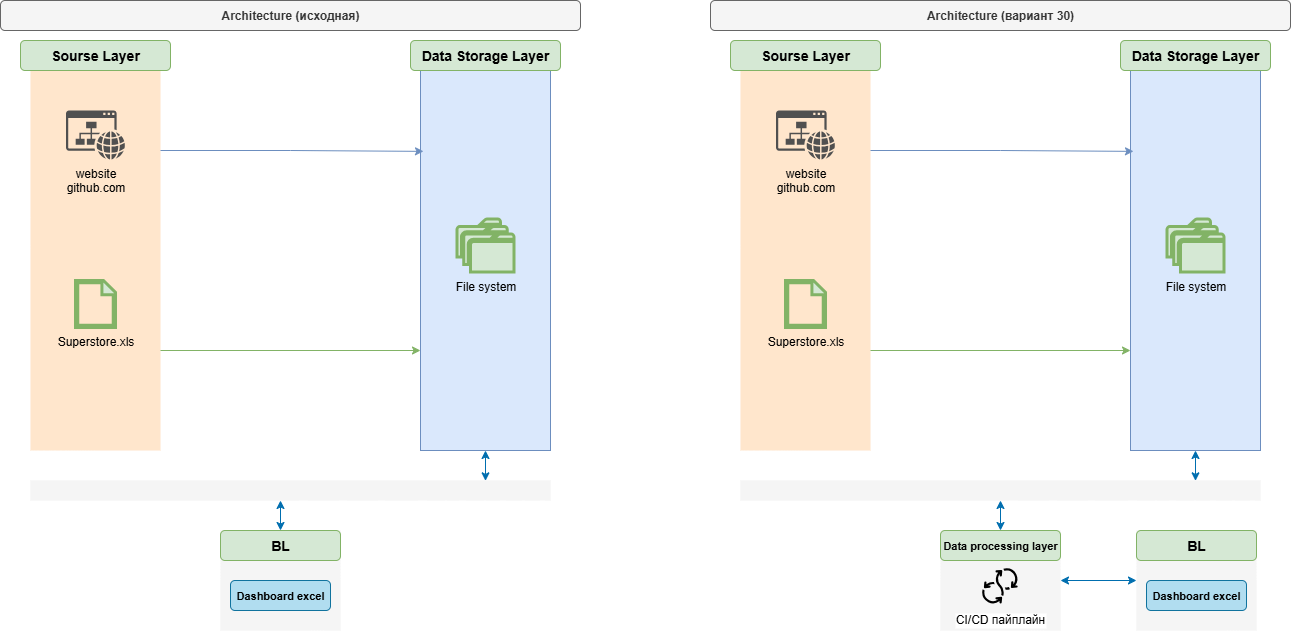 Architecture (исходная)
Sourse Layer
Data Storage Layer
website
github.com
File system
Superstore.xls
BL
Dashboard excel
Architecture (вариант 30)
Sourse Layer
Data Storage Layer
website
github.com
File system
Superstore.xls
Data processing layer
BL
Dashboard excel
CI/CD пайплайн